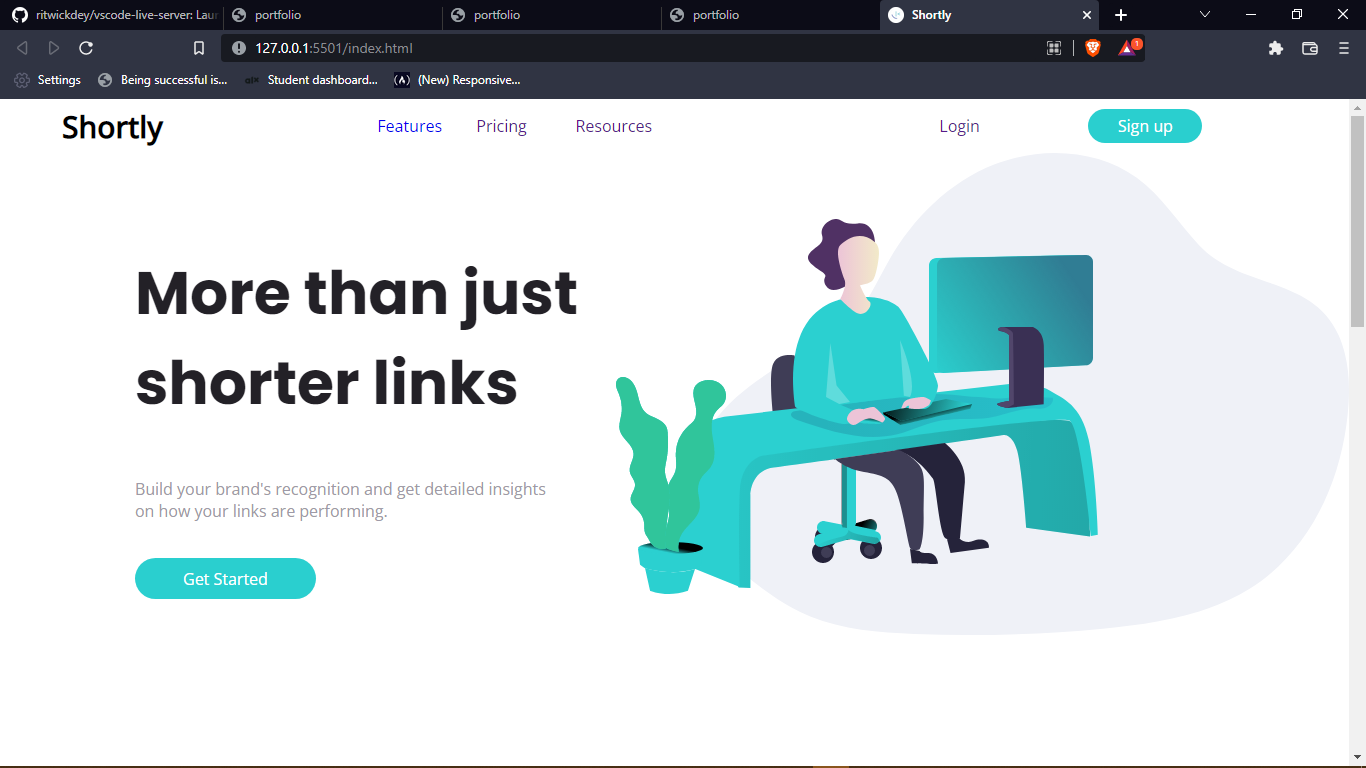 ritwickdey/vscode-live-server: Laun
portfolio
portfolio
portfolio
Shortly
127.0.0.1:5501/index.html
1
Settings
Being successful is...
Student dashboard...
(New) Responsive...
Shortly
Features
Pricing
Resources
Login
Sign up
More than just
shorter links
Build your brand's recognition and get detailed insights
on how your links are performing.
Get Started